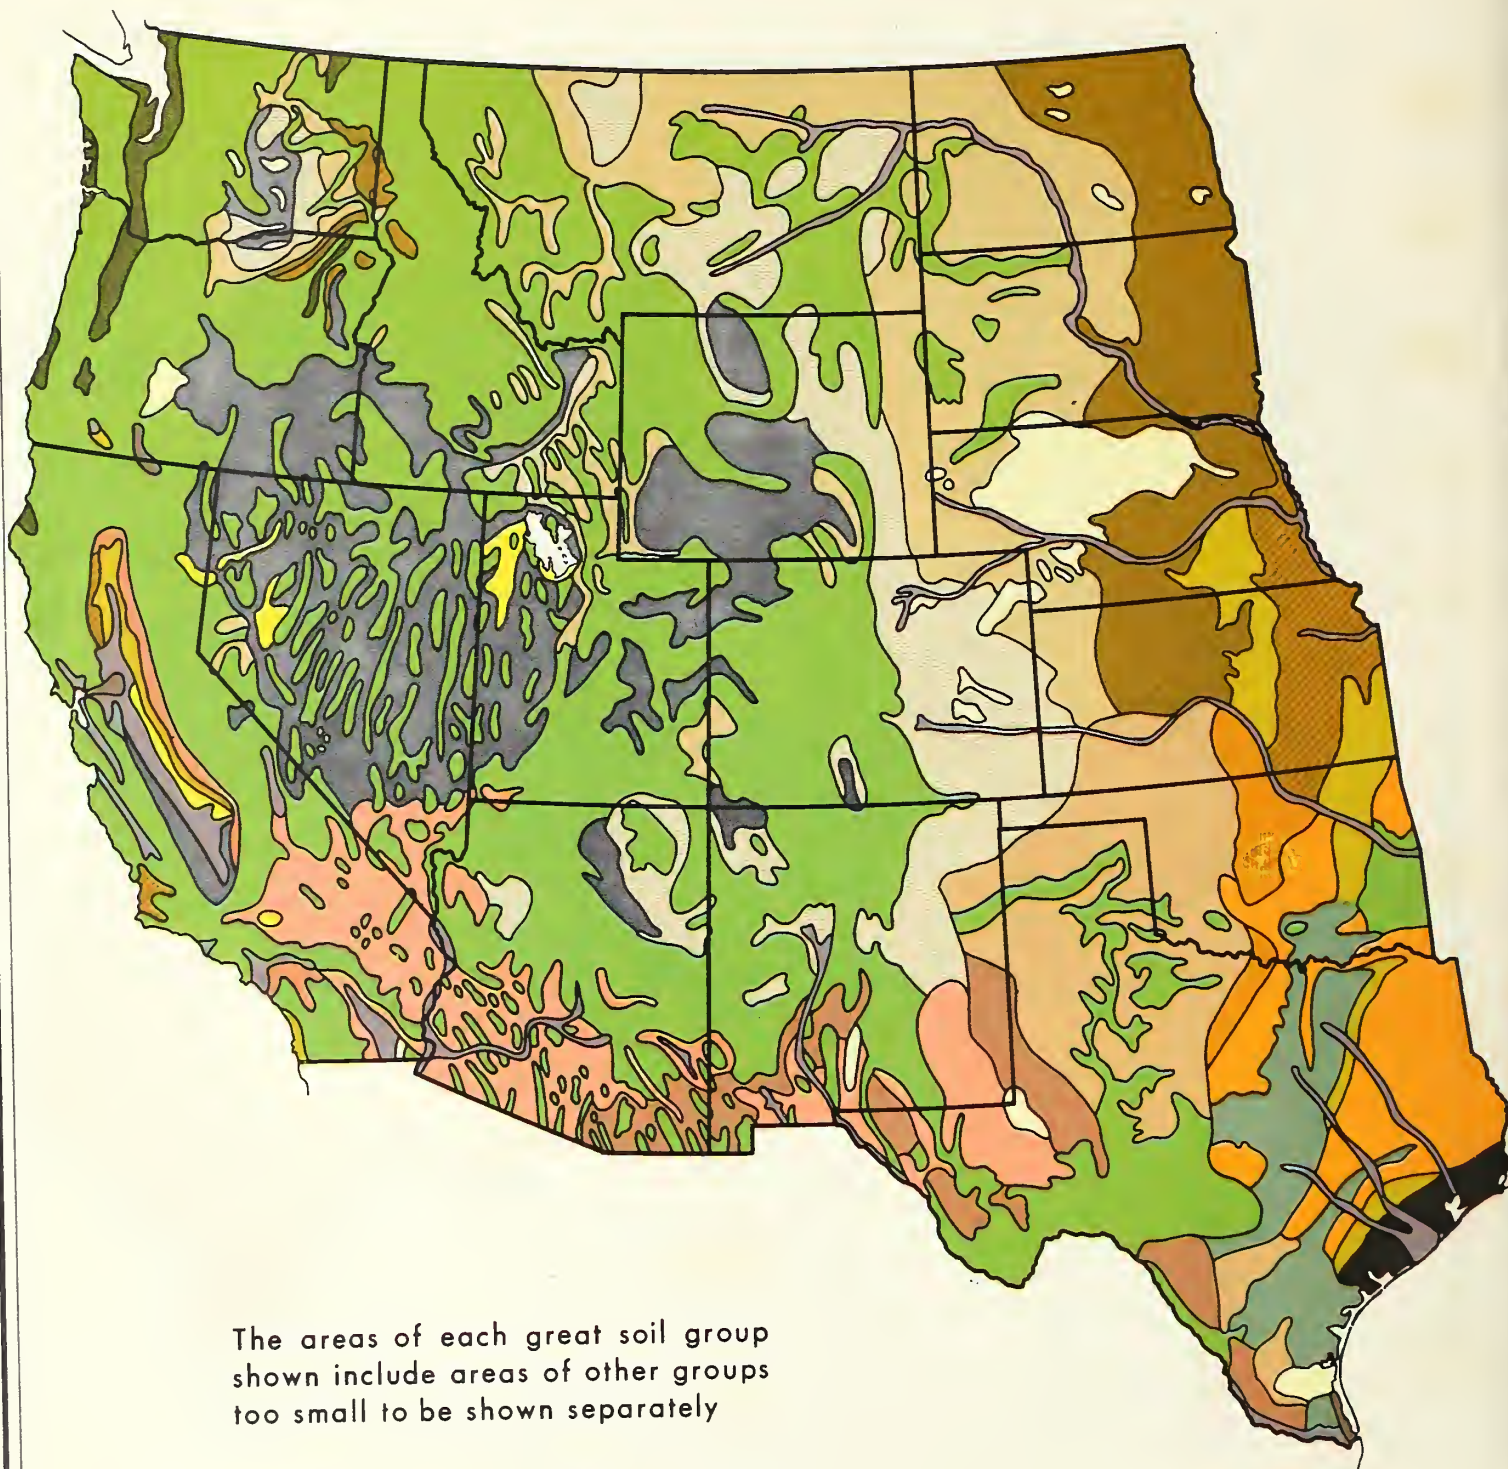 The areas of each great soil group
shown include areas of other groups
too small to be shown separately